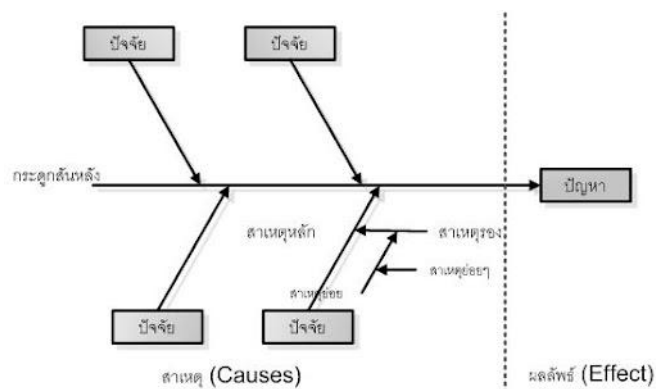 ปัจจัย
ปัจจัย
กระดูกสันหลัง
ปัญหา
สาเหตุหลัก
สาเหตุรอง
สาเหตุย่อยๆ
สาเหตุย่อย
ปัจจัย
ปัจจัย
สาเหตุ (Causes)
ผลลัพธ์ (Effect)